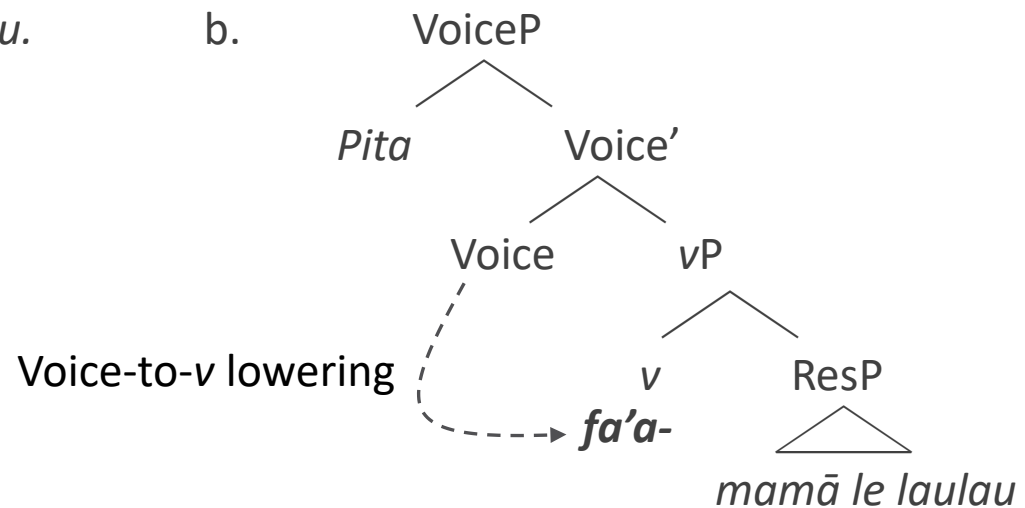 u. b. VoiceP
Pita Voice’
Voice vP
Voice-to-v lowering v ResP
fa’a-
mamā le laulau